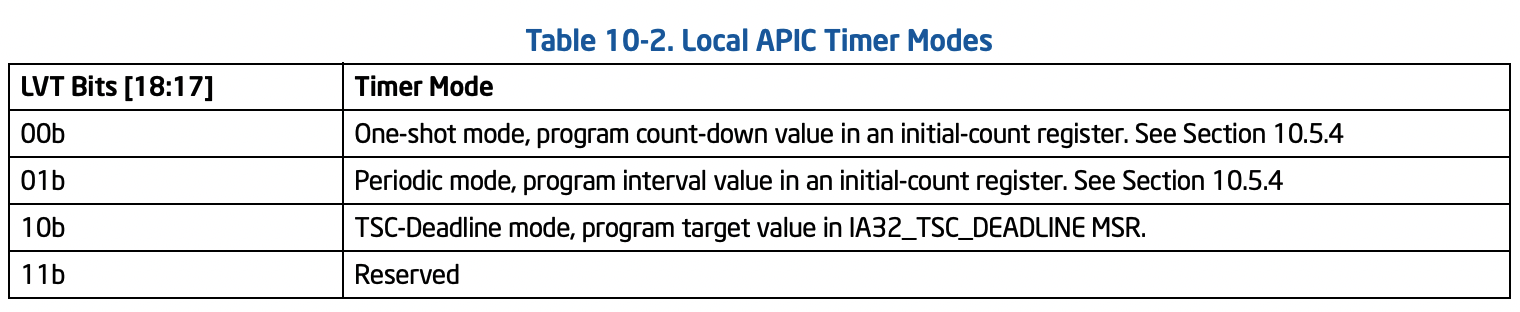 Table 10-2. Local APIC Timer Modes
LVT Bits [18:17] Timer Mode
00b One-shot mode, program count-down value in an initial-count register. See Section 10.5.4
01b Periodic mode, program interval value in an initial-count register. See Section 10.5.4
10b TSC-Deadline mode, program target value in IA32_TSC_DEADLINE MSR.
11b Reserved